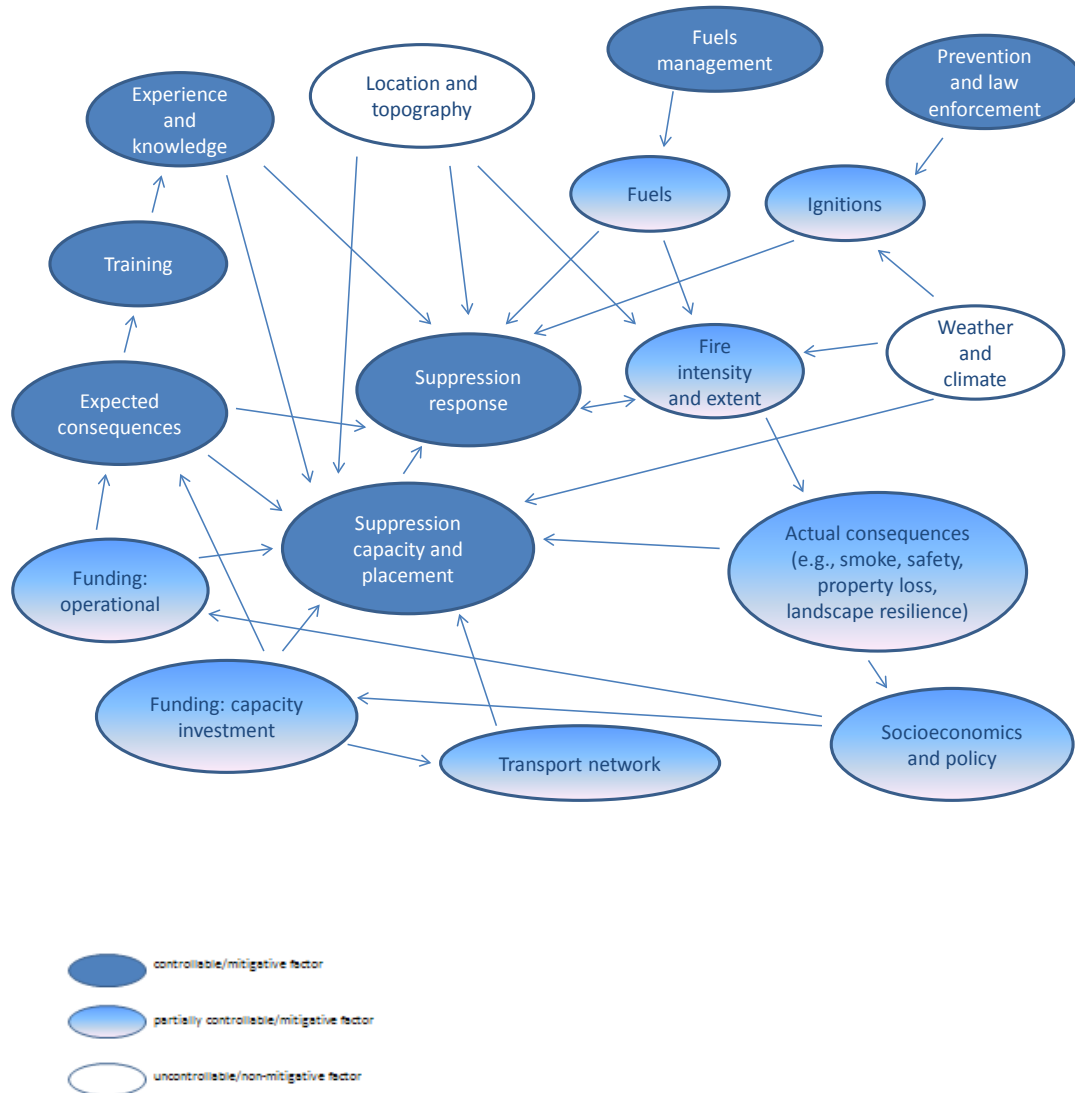 Fuels
management
Prevention
and law
enforcement
Location and
topography
Experience
and
knowledge
Fuels
Ignitions
Training
Weather
and
climate
Fire
intensity
and extent
Suppression
response
Expected
consequences
Suppression
capacity and
placement
Actual consequences
(e.g., smoke, safety,
property loss,
landscape resilience)
Funding:
operational
Funding: capacity
investment
Socioeconomics
and policy
Transport network
controllable/mitigative factor
partially controllable/mitigative factor
uncontrollable/non-mitigative factor